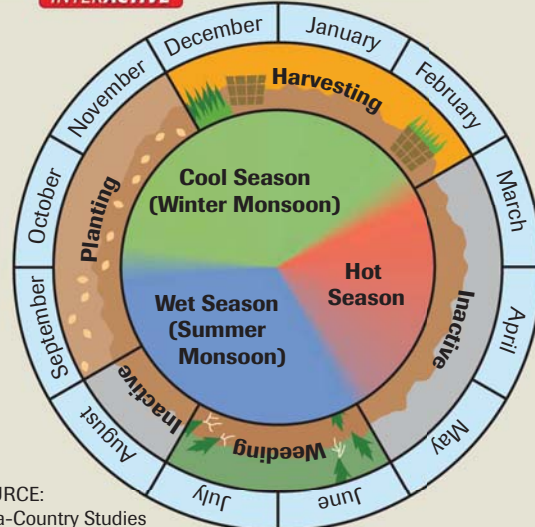 INTERACTIVE
January
February
March
April
May
June
July
August
September
October
November
December
Harvesting
Inactive
Weeding
Inactive
Planting
Cool Season
(Winter Monsoon)
Hot
Season
Wet Season
(Summer
Monsoon)
URCE:
a-Country Studies